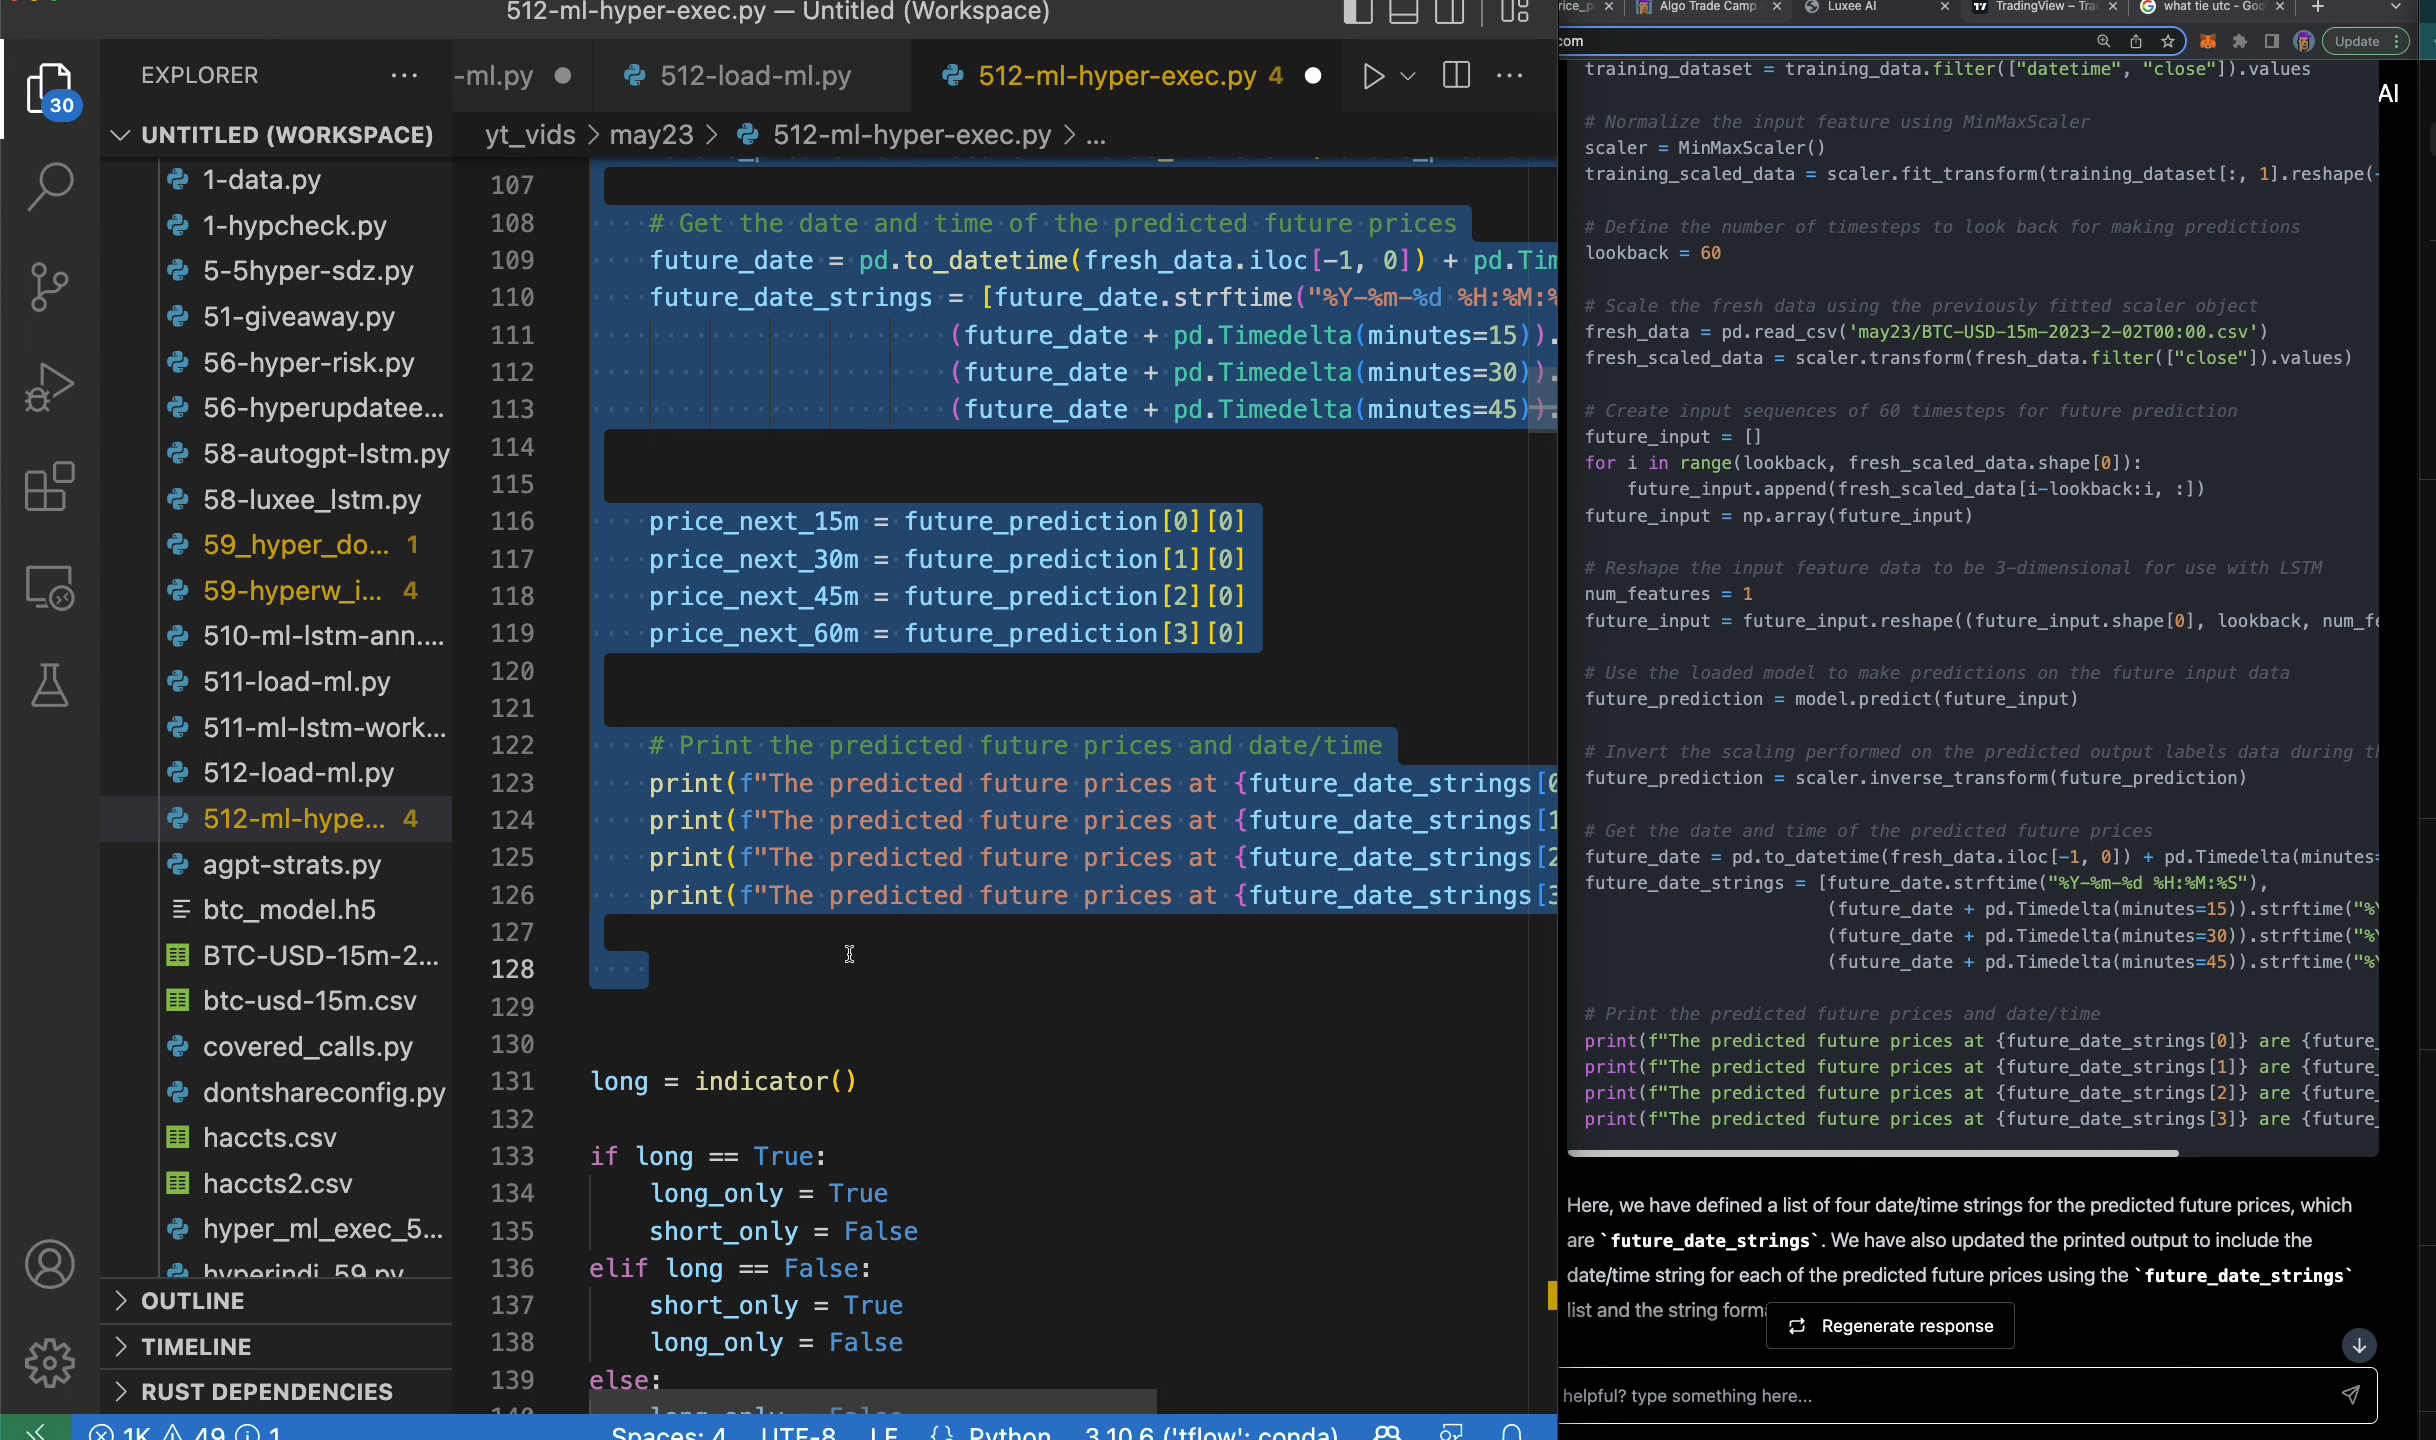 512-ml-hyper-exec.py — Untitled (Workspace)
EXPLORER
-ml.py
512-load-ml.py
512-ml-hyper-exec.py 4
30
UNTITLED (WORKSPACE)
yt_vids > may23 > 512-ml-hyper-exec.py > ...
1-data.py
1-hypcheck.py
5-5hyper-sdz.py
51-giveaway.py
56-hyper-risk.py
56-hyperupdatee...
58-autogpt-lstm.py
58-luxee_lstm.py
59_hyper_do... 1
59-hyperw_i... 4
510-ml-lstm-ann....
511-load-ml.py
511-ml-lstm-work...
512-load-ml.py
512-ml-hype... 4
agpt-strats.py
btc_model.h5
BTC-USD-15m-2...
btc-usd-15m.csv
covered_calls.py
dontshareconfig.py
haccts.csv
haccts2.csv
hyper_ml_exec_5...
hyperindi_59.py
OUTLINE
TIMELINE
RUST DEPENDENCIES
107
108 # Get the date and time of the predicted future prices
109 future_date = pd.to_datetime(fresh_data.iloc[-1, 0]) + pd.Tim
110 future_date_strings = [future_date.strftime("%Y-%m-%d %H:%M:%
111 (future_date + pd.Timedelta(minutes=15)).
112 (future_date + pd.Timedelta(minutes=30)).
113 (future_date + pd.Timedelta(minutes=45)).
114
115
116 price_next_15m = future_prediction[0][0]
117 price_next_30m = future_prediction[1][0]
118 price_next_45m = future_prediction[2][0]
119 price_next_60m = future_prediction[3][0]
120
121
122 # Print the predicted future prices and date/time
123 print(f"The predicted future prices at {future_date_strings[0
124 print(f"The predicted future prices at {future_date_strings[1
125 print(f"The predicted future prices at {future_date_strings[2
126 print(f"The predicted future prices at {future_date_strings[3
127
128
129
130
131 long = indicator()
132
133 if long == True:
134 long_only = True
135 short_only = False
136 elif long == False:
137 short_only = True
138 long_only = False
139 else:
1K 49 1
Spaces: 4 UTF-8 LF {} Python 3.10.6 ('tflow': conda)
Algo Trade Camp
Luxee AI
TradingView – Tra
what tie utc - Goo
com
Update
AI
training_dataset = training_data.filter(["datetime", "close"]).values
# Normalize the input feature using MinMaxScaler
scaler = MinMaxScaler()
training_scaled_data = scaler.fit_transform(training_dataset[:, 1].reshape(-
# Define the number of timesteps to look back for making predictions
lookback = 60
# Scale the fresh data using the previously fitted scaler object
fresh_data = pd.read_csv('may23/BTC-USD-15m-2023-2-02T00:00.csv')
fresh_scaled_data = scaler.transform(fresh_data.filter(["close"]).values)
# Create input sequences of 60 timesteps for future prediction
future_input = []
for i in range(lookback, fresh_scaled_data.shape[0]):
future_input.append(fresh_scaled_data[i-lookback:i, :])
future_input = np.array(future_input)
# Reshape the input feature data to be 3-dimensional for use with LSTM
num_features = 1
future_input = future_input.reshape((future_input.shape[0], lookback, num_fe
# Use the loaded model to make predictions on the future input data
future_prediction = model.predict(future_input)
# Invert the scaling performed on the predicted output labels data during th
future_prediction = scaler.inverse_transform(future_prediction)
# Get the date and time of the predicted future prices
future_date = pd.to_datetime(fresh_data.iloc[-1, 0]) + pd.Timedelta(minutes=
future_date_strings = [future_date.strftime("%Y-%m-%d %H:%M:%S"),
(future_date + pd.Timedelta(minutes=15)).strftime("%Y
(future_date + pd.Timedelta(minutes=30)).strftime("%Y
(future_date + pd.Timedelta(minutes=45)).strftime("%Y
# Print the predicted future prices and date/time
print(f"The predicted future prices at {future_date_strings[0]} are {future_
print(f"The predicted future prices at {future_date_strings[1]} are {future_
print(f"The predicted future prices at {future_date_strings[2]} are {future_
print(f"The predicted future prices at {future_date_strings[3]} are {future_
Here, we have defined a list of four date/time strings for the predicted future prices, which
are `future_date_strings`. We have also updated the printed output to include the
date/time string for each of the predicted future prices using the `future_date_strings`
list and the string forma
Regenerate response
helpful? type something here...